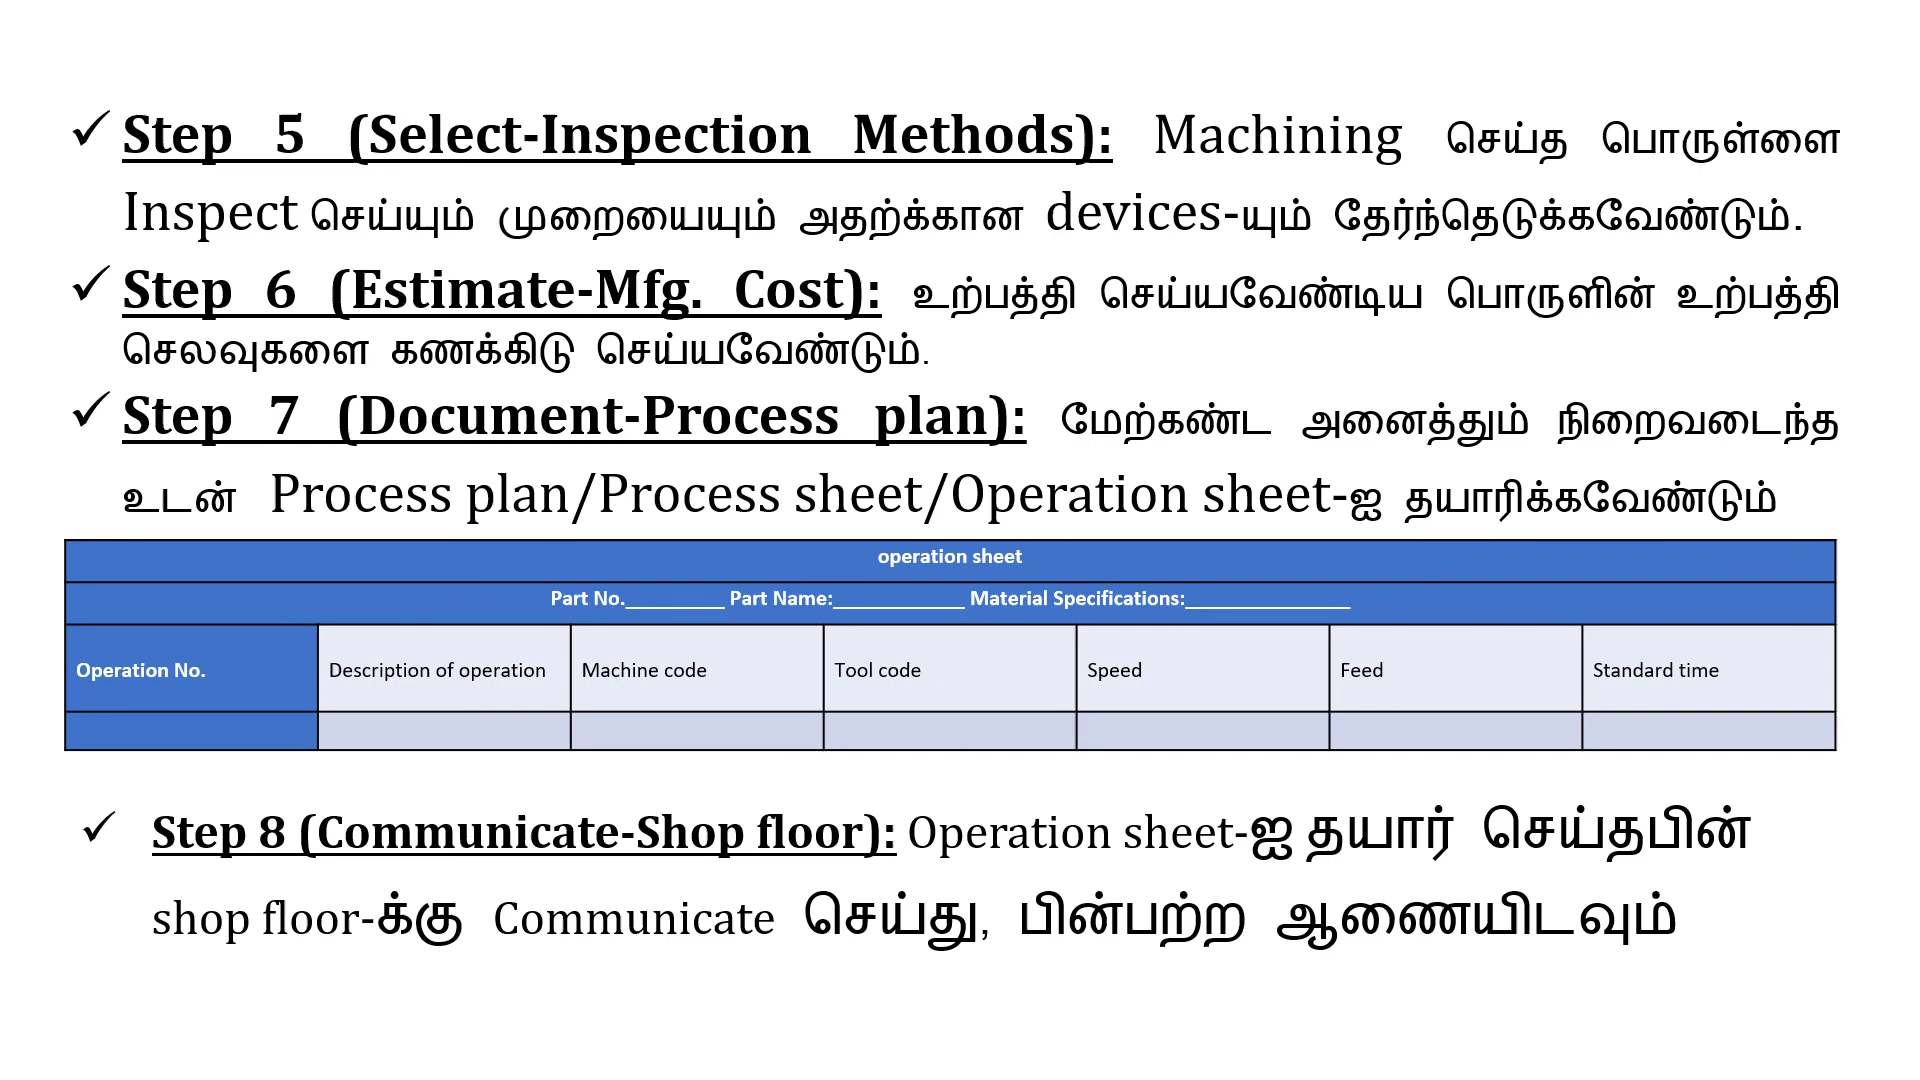 ✓ Step 5 (Select-Inspection Methods): Machining செய்த பொருள்ளை
Inspect செய்யும் முறையையும் அதற்க்கான devices-யும் தேர்ந்தெடுக்கவேண்டும்.
✓ Step 6 (Estimate-Mfg. Cost): உற்பத்தி செய்யவேண்டிய பொருளின் உற்பத்தி
செலவுகளை கணக்கிடு செய்யவேண்டும்.
✓ Step 7 (Document-Process plan): மேற்கண்ட அனைத்தும் நிறைவடைந்த
உடன் Process plan/Process sheet/Operation sheet-ஐ தயாரிக்கவேண்டும்
operation sheet
Part No.__________ Part Name:_____________ Material Specifications:________________
Operation No. Description of operation Machine code Tool code Speed Feed Standard time
✓ Step 8 (Communicate-Shop floor): Operation sheet-ஐ தயார் செய்தபின்
shop floor-க்கு Communicate செய்து, பின்பற்ற ஆணையிடவும்